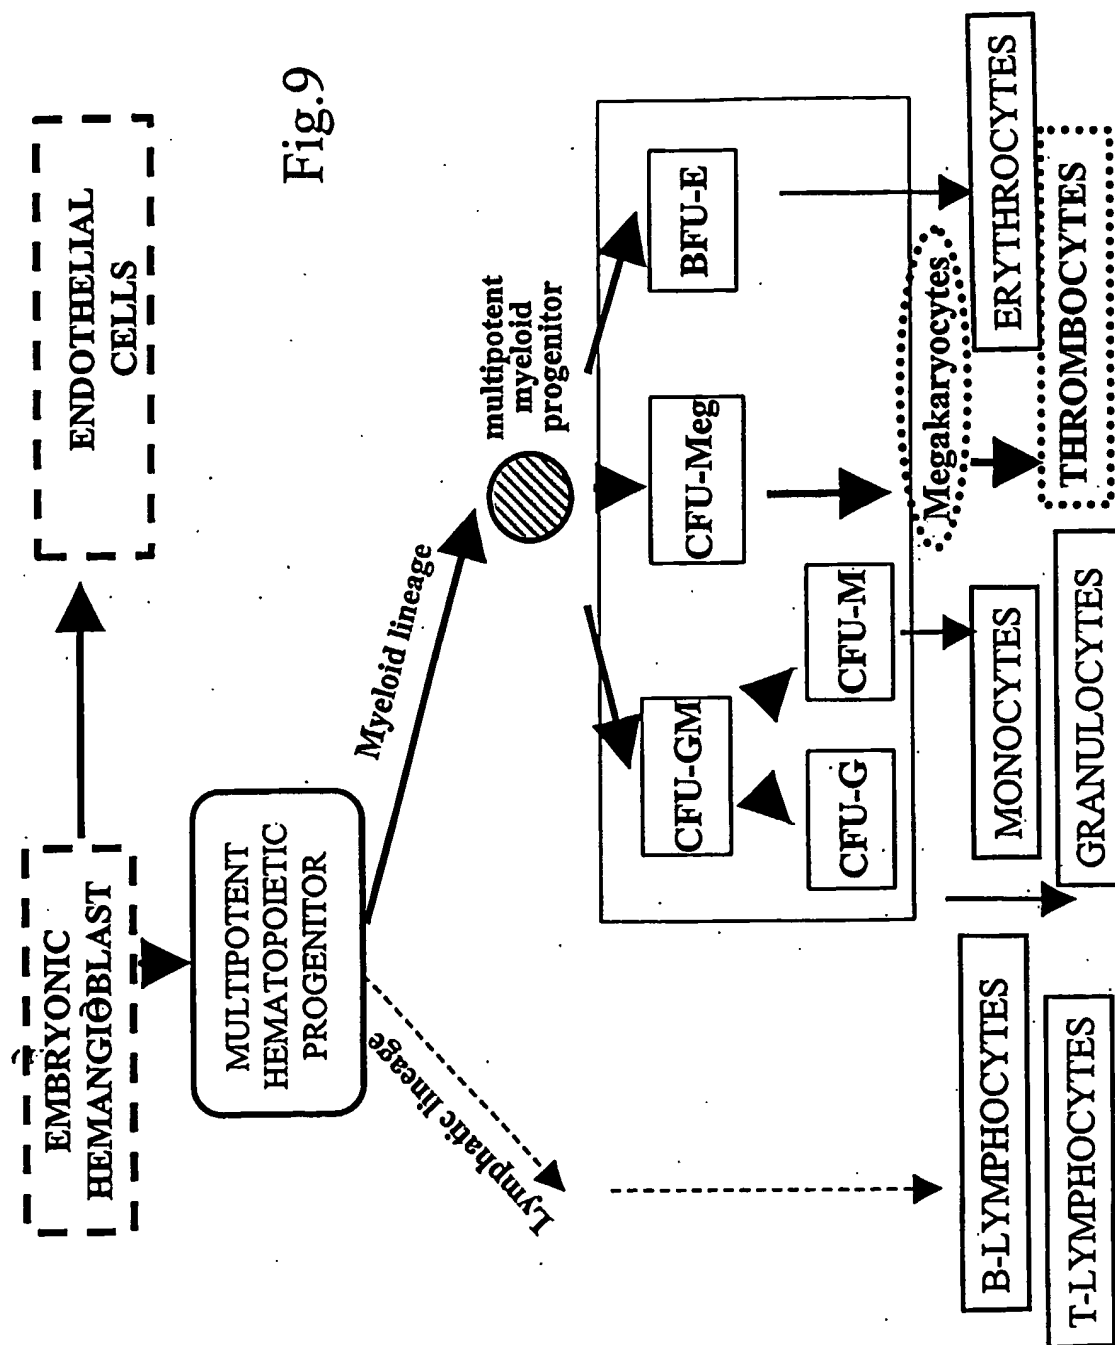 EMBRYONIC
HEMANGIOBLAST
ENDOTHELIAL
CELLS
Fig.9
MULTIPOTENT
HEMATOPOIETIC
PROGENITOR
Myeloid lineage
Lymphatic lineage
multipotent
myeloid
progenitor
CFU-GM
CFU-Meg
BFU-E
CFU-G
CFU-M
Megakaryocytes
B-LYMPHOCYTES
MONOCYTES
ERYTHROCYTES
T-LYMPHOCYTES
GRANULOCYTES
THROMBOCYTES